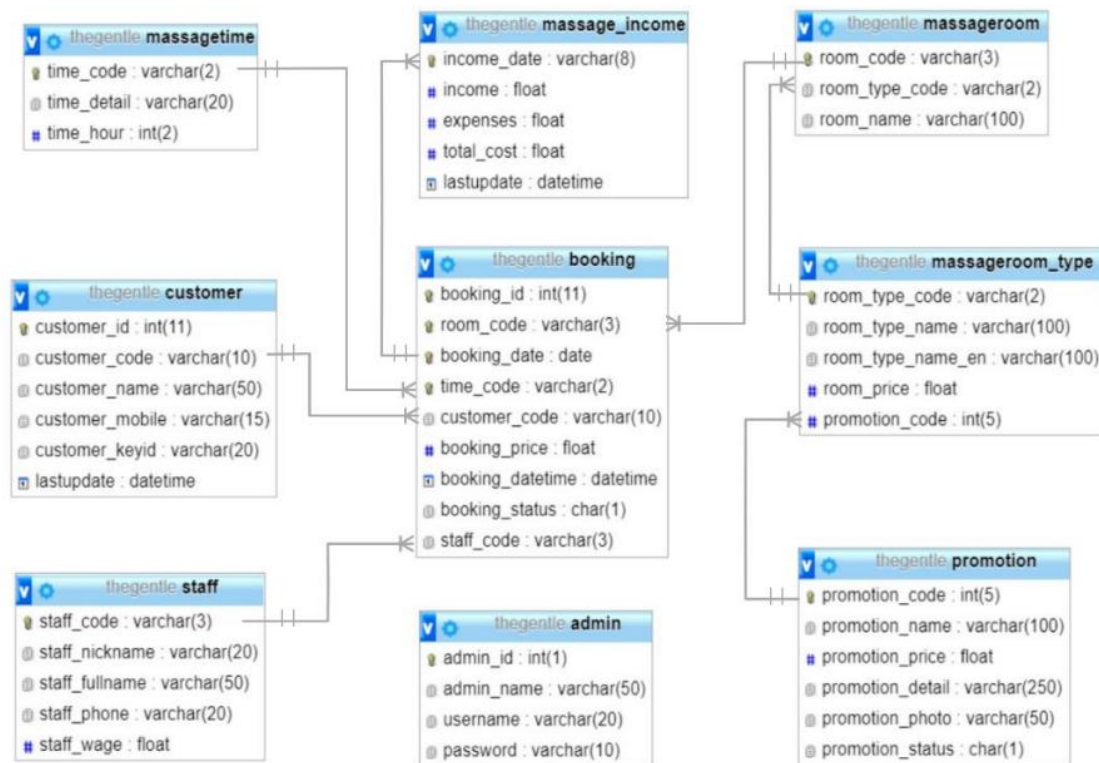 thegentle massagetime
time_code : varchar(2)
time_detail : varchar(20)
time_hour : int(2)
thegentle massage_income
income_date : varchar(8)
income : float
expenses : float
total_cost : float
lastupdate : datetime
thegentle massageroom
room_code : varchar(3)
room_type_code : varchar(2)
room_name : varchar(100)
thegentle customer
customer_id : int(11)
customer_code : varchar(10)
customer_name : varchar(50)
customer_mobile : varchar(15)
customer_keyid : varchar(20)
lastupdate : datetime
thegentle booking
booking_id : int(11)
room_code : varchar(3)
booking_date : date
time_code : varchar(2)
customer_code : varchar(10)
booking_price : float
booking_datetime : datetime
booking_status : char(1)
staff_code : varchar(3)
thegentle massageroom_type
room_type_code : varchar(2)
room_type_name : varchar(100)
room_type_name_en : varchar(100)
room_price : float
promotion_code : int(5)
thegentle staff
staff_code : varchar(3)
staff_nickname : varchar(20)
staff_fullname : varchar(50)
staff_phone : varchar(20)
staff_wage : float
thegentle admin
admin_id : int(1)
admin_name : varchar(50)
username : varchar(20)
password : varchar(10)
thegentle promotion
promotion_code : int(5)
promotion_name : varchar(100)
promotion_price : float
promotion_detail : varchar(250)
promotion_photo : varchar(50)
promotion_status : char(1)